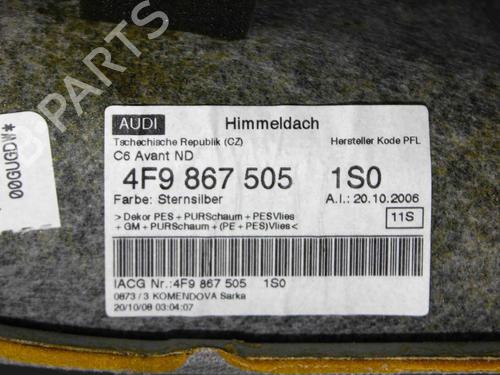 B-PARTS
00GUGDW*
AUDI Himmeldach
Tschechische Republik (CZ) Hersteller Kode PFL
C6 Avant ND
4F9 867 505 1S0
Farbe: Sternsilber A.I.: 20.10.2006
> Dekor PES + PURSchaum + PESVlies
+ GM + PURSchaum + (PE + PES)Vlies < 11S
IACG Nr.:4F9 867 505 1S0
0873 / 3 KOMENDOVA Sarka
20/10/06 03:04:07